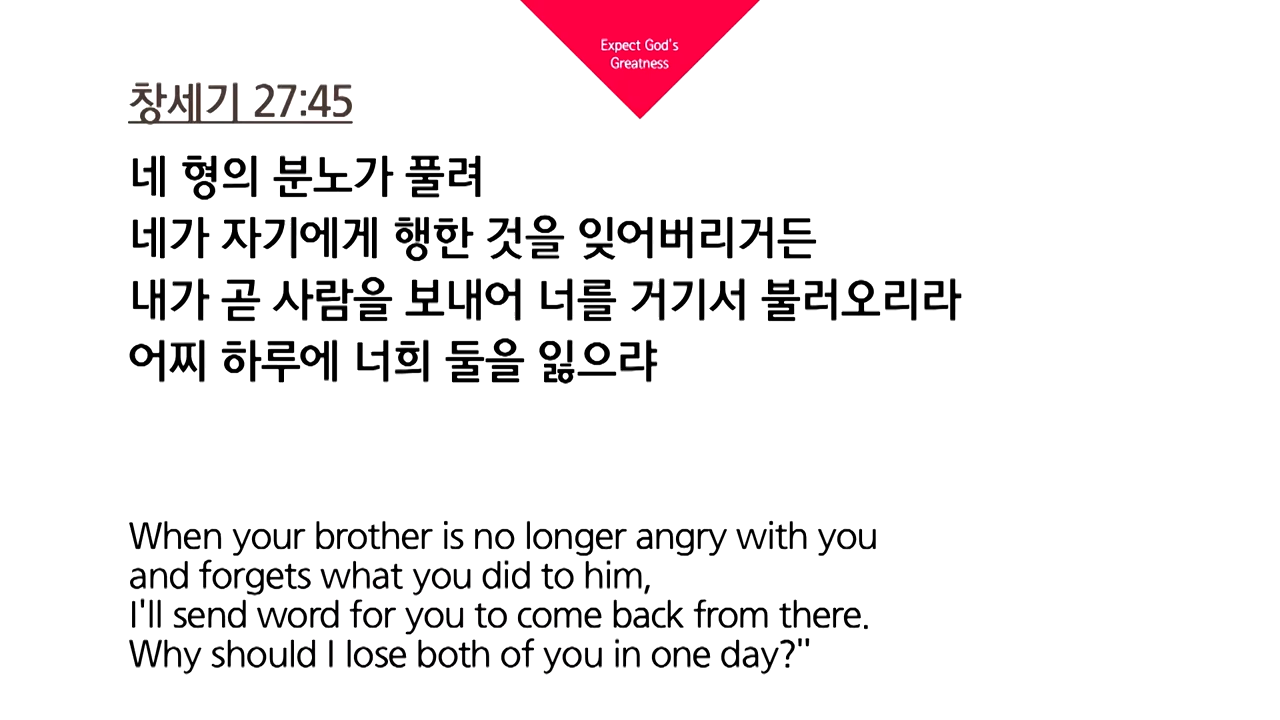 Expect God's
Greatness
창세기 27:45
네 형의 분노가 풀려
네가 자기에게 행한 것을 잊어버리거든
내가 곧 사람을 보내어 너를 거기서 불러오리라
어찌 하루에 너희 둘을 잃으랴
When your brother is no longer angry with you
and forgets what you did to him,
I'll send word for you to come back from there.
Why should I lose both of you in one day?"